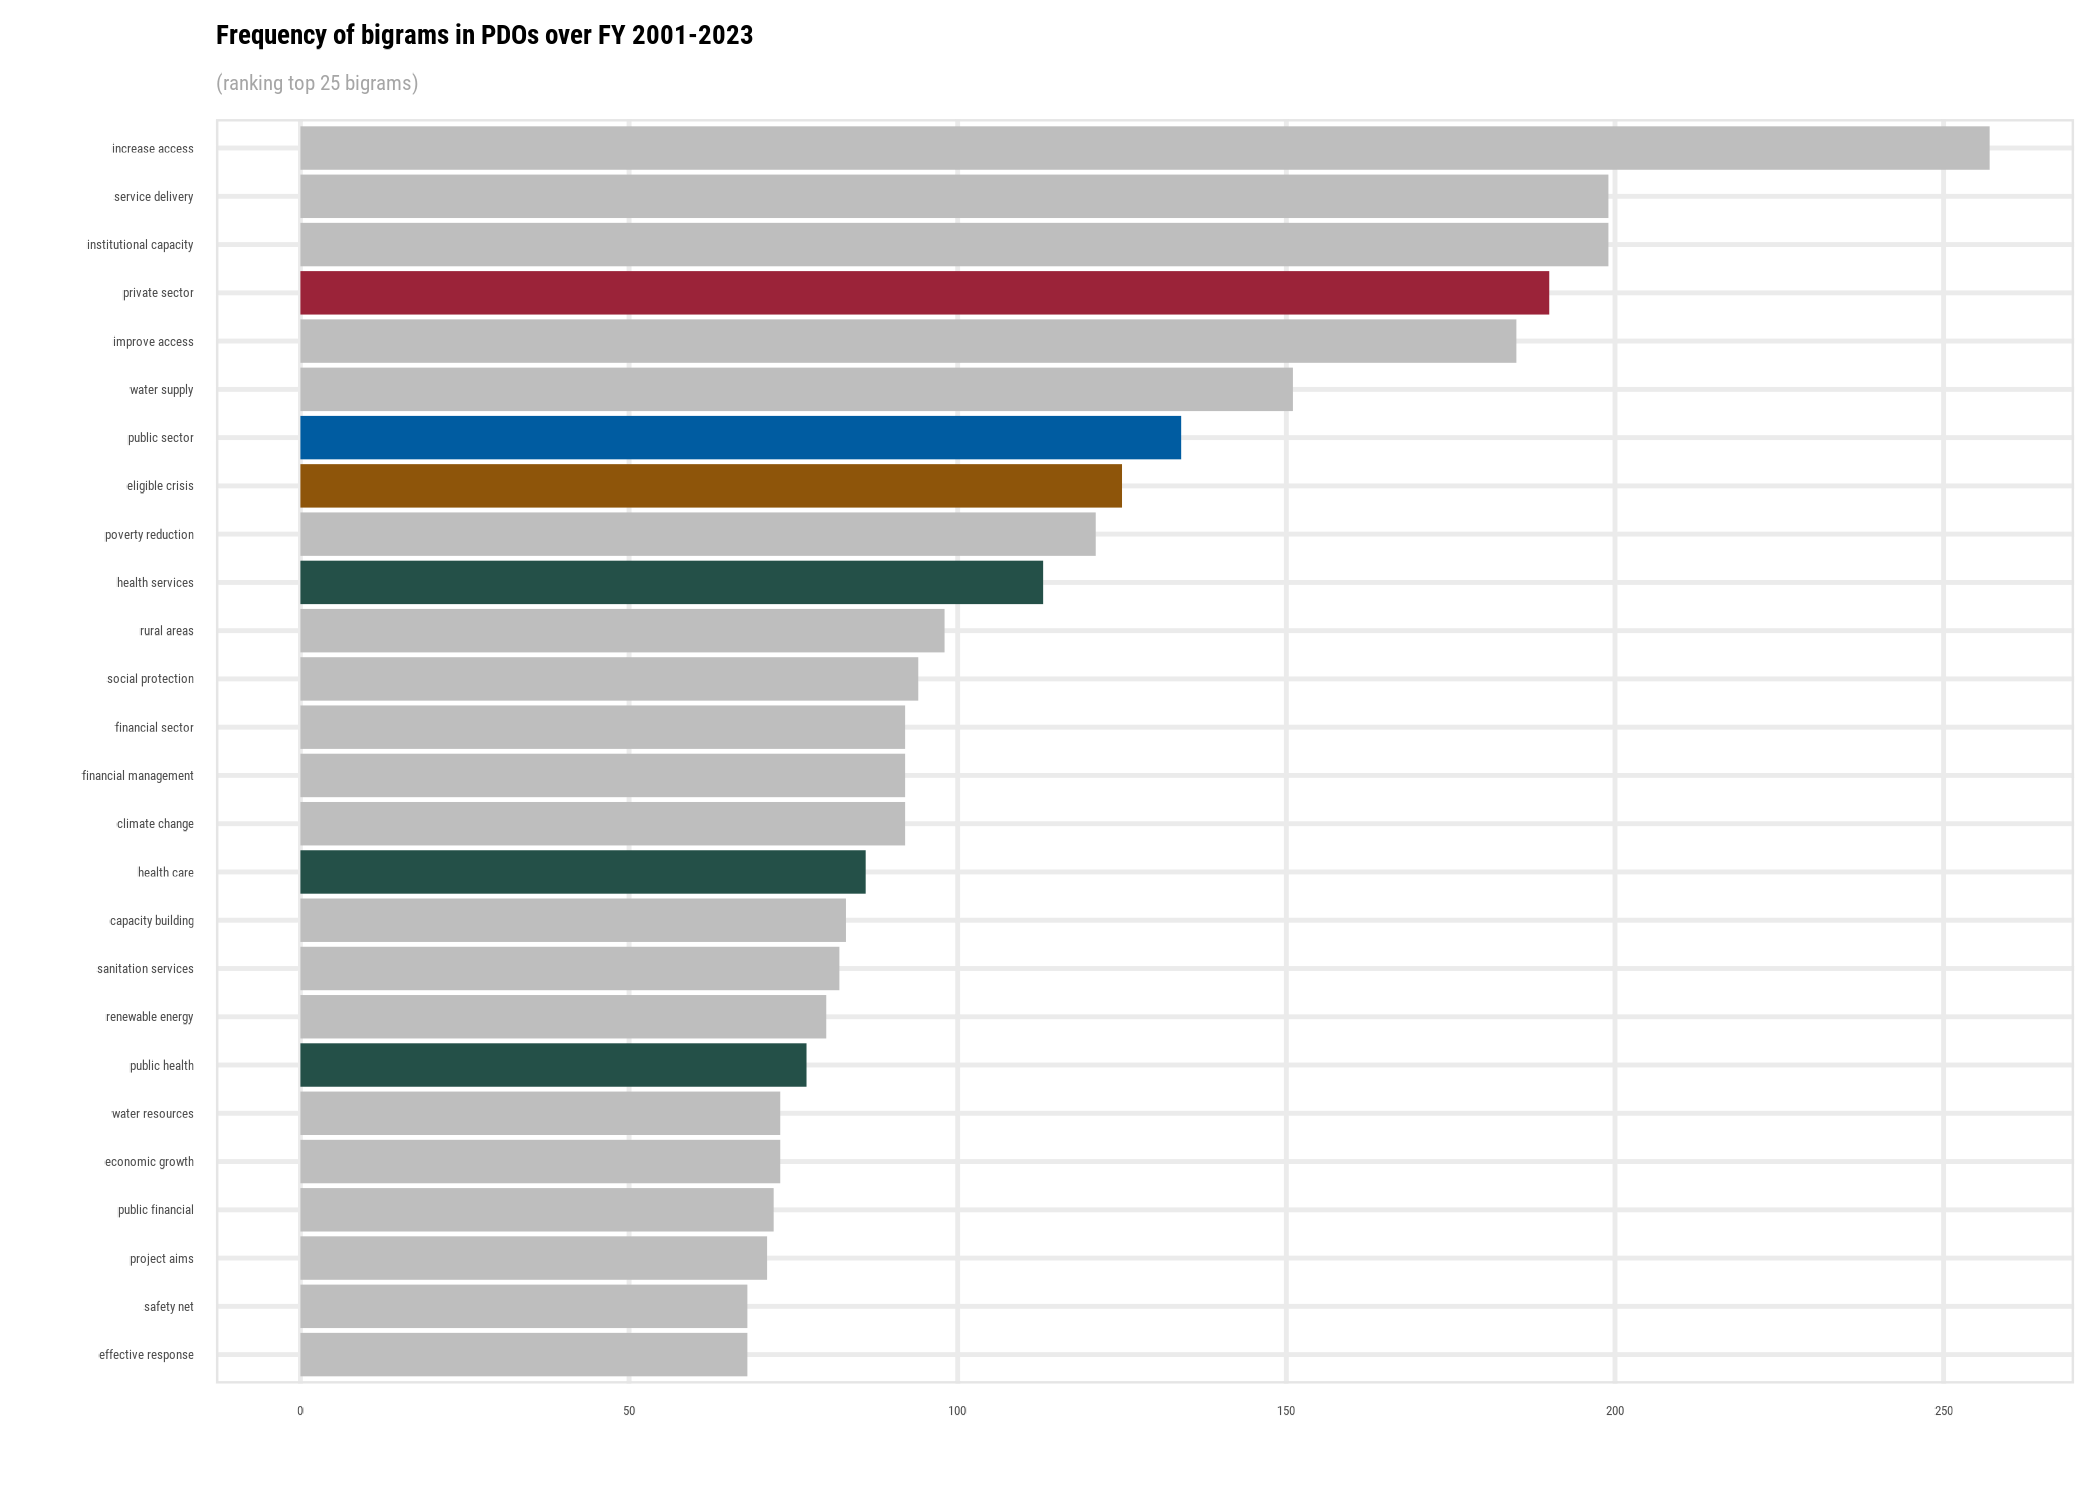 Frequency of bigrams in PDOs over FY 2001-2023
(ranking top 25 bigrams)
increase access
service delivery
institutional capacity
private sector
improve access
water supply
public sector
eligible crisis
poverty reduction
health services
rural areas
social protection
financial sector
financial management
climate change
health care
capacity building
sanitation services
renewable energy
public health
water resources
economic growth
public financial
project aims
safety net
effective response
0 50 100 150 200 250